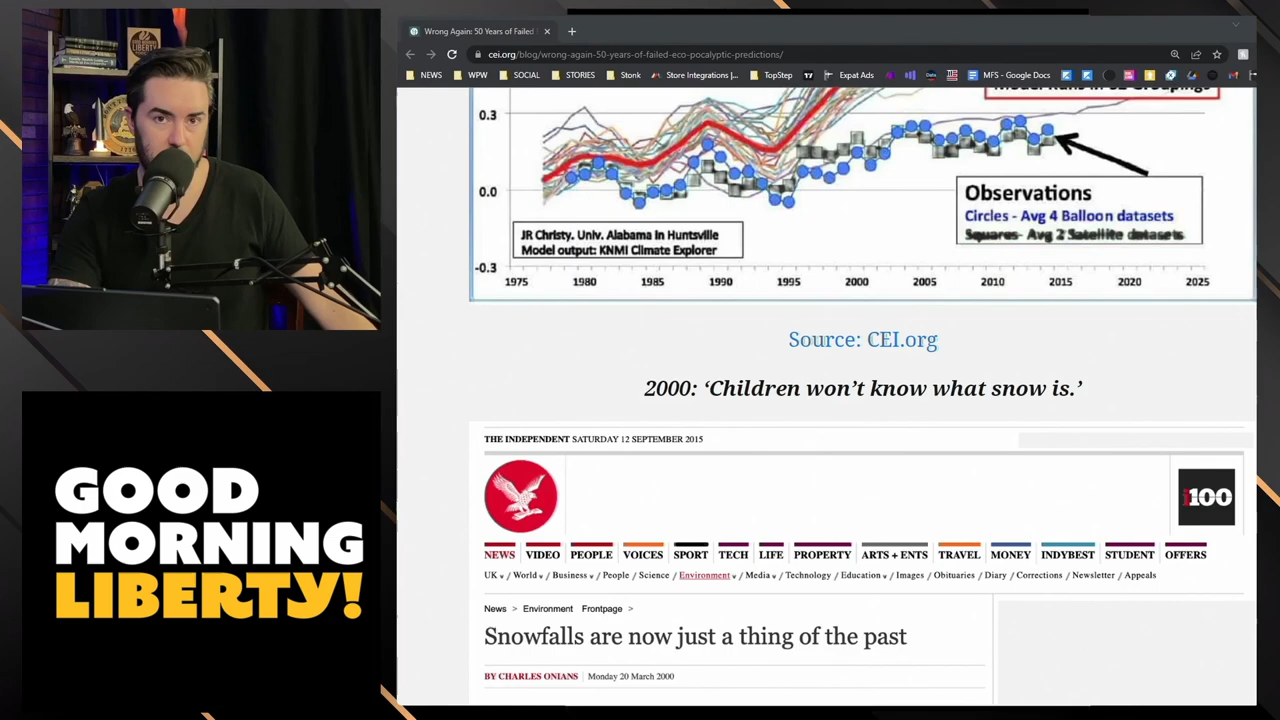 Wrong Again: 50 Years of Failed
cei.org/blog/wrong-again-50-years-of-failed-eco-pocalyptic-predictions/
NEWS WPW SOCIAL STORIES Stonk Store Integrations |... TopStep Expat Ads MFS - Google Docs
Model Runs in 32 Groupings
0.3
0.0
-0.3
Observations
Circles - Avg 4 Balloon datasets
Squares- Avg 2 Satellite datasets
JR Christy. Univ. Alabama in Huntsville
Model output: KNMI Climate Explorer
1975 1980 1985 1990 1995 2000 2005 2010 2015 2020 2025
Source: CEI.org
2000: ‘Children won’t know what snow is.’
THE INDEPENDENT SATURDAY 12 SEPTEMBER 2015
i100
NEWS VIDEO PEOPLE VOICES SPORT TECH LIFE PROPERTY ARTS + ENTS TRAVEL MONEY INDYBEST STUDENT OFFERS
UK / World / Business / People / Science / Environment / Media / Technology / Education / Images / Obituaries / Diary / Corrections / Newsletter / Appeals
News > Environment Frontpage >
Snowfalls are now just a thing of the past
BY CHARLES ONIANS Monday 20 March 2000
GOOD
MORNING
LIBERTY!